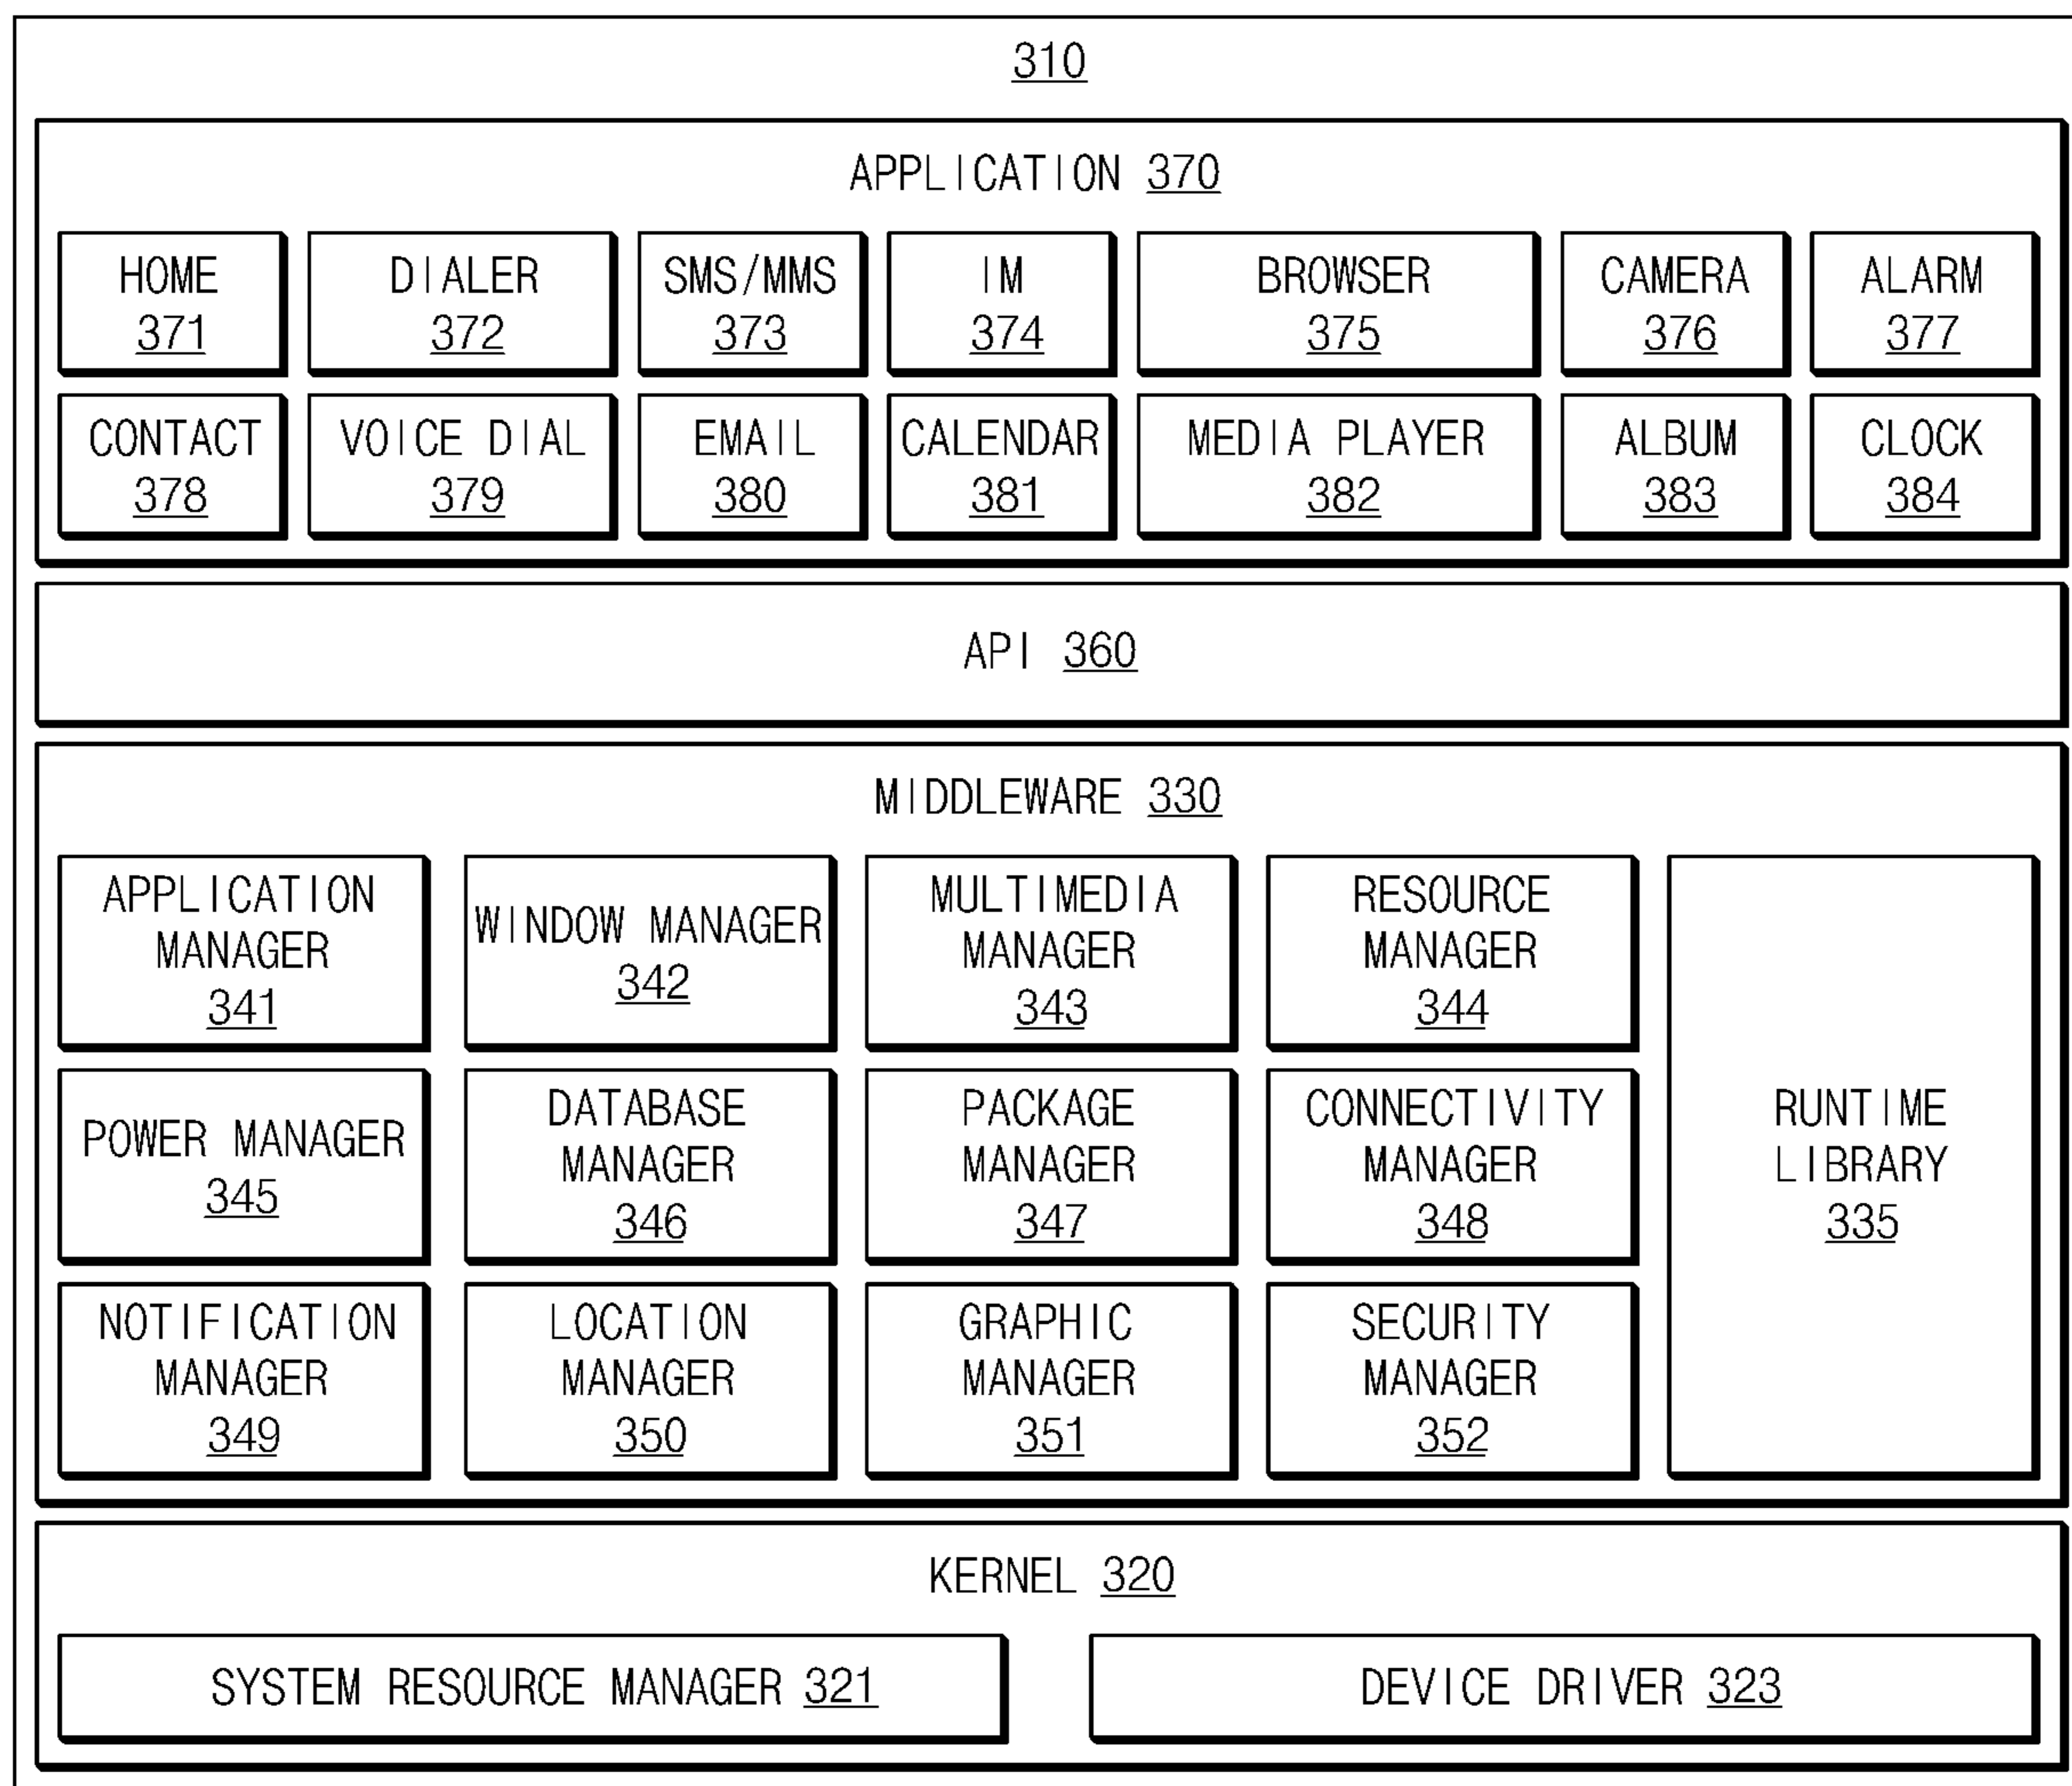 310
APPLICATION 370
HOME
371
DIALER
372
SMS/MMS
373
IM
374
BROWSER
375
CAMERA
376
ALARM
377
CONTACT
378
VOICE DIAL
379
EMAIL
380
CALENDAR
381
MEDIA PLAYER
382
ALBUM
383
CLOCK
384
API 360
MIDDLEWARE 330
APPLICATION
MANAGER
341
WINDOW MANAGER
342
MULTIMEDIA
MANAGER
343
RESOURCE
MANAGER
344
POWER MANAGER
345
DATABASE
MANAGER
346
PACKAGE
MANAGER
347
CONNECTIVITY
MANAGER
348
NOTIFICATION
MANAGER
349
LOCATION
MANAGER
350
GRAPHIC
MANAGER
351
SECURITY
MANAGER
352
RUNTIME
LIBRARY
335
KERNEL 320
SYSTEM RESOURCE MANAGER 321
DEVICE DRIVER 323